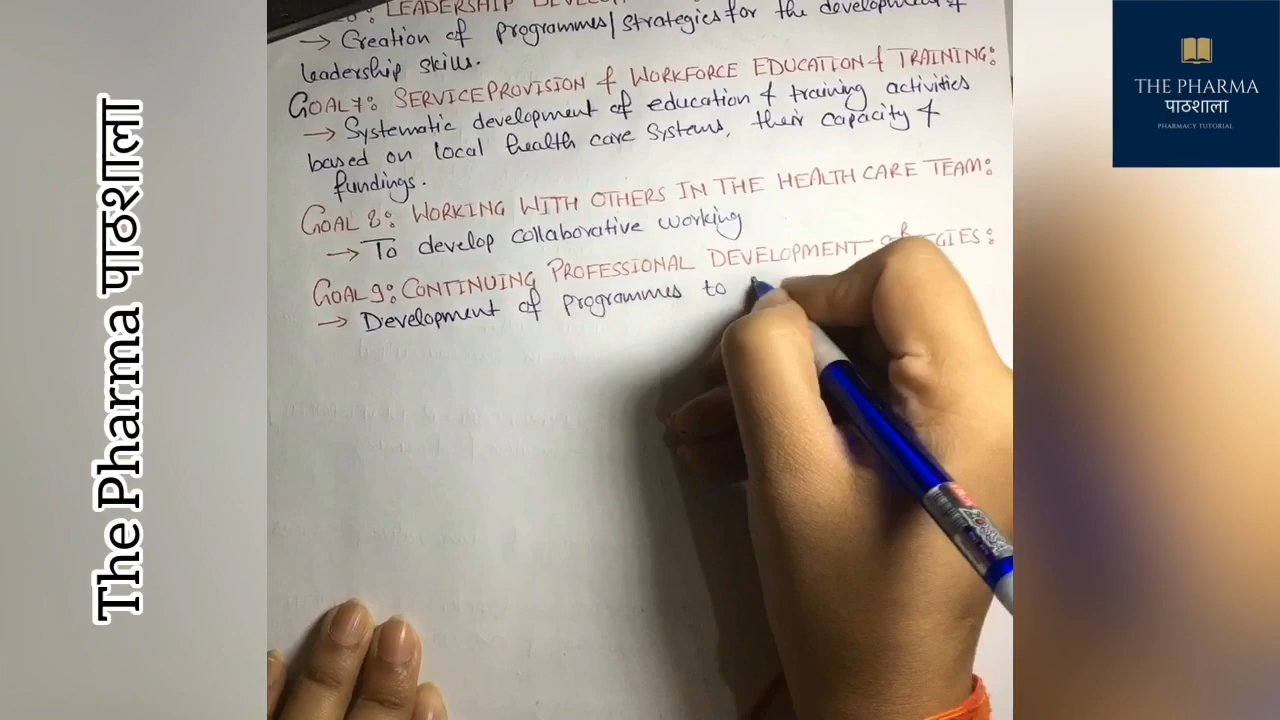 : LEADERSHIP
→ Creation of programmes/strategies for the development of
leadership skills.
GOAL 7: SERVICE PROVISION & WORKFORCE EDUCATION & TRAINING:
→ Systematic development of education & training activities
based on local health care systems, their capacity &
fundings.
GOAL 8: WORKING WITH OTHERS IN THE HEALTH CARE TEAM:
→ To develop collaborative working
GOAL 9: CONTINUING PROFESSIONAL DEVELOPMENT
→ Development of programmes to
The Pharma पाठशाला
THE PHARMA
पाठशाला
PHARMACY TUTORIAL